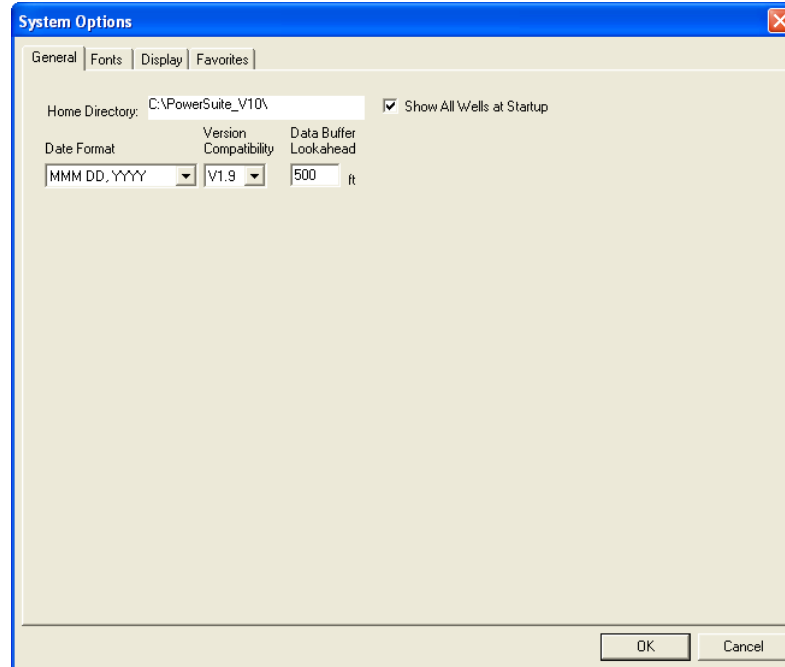 System Options
General Fonts Display Favorites
Home Directory: C:\PowerSuite_V10\ Show All Wells at Startup
Date Format
Version Compatibility
Data Buffer Lookahead
MMM DD, YYYY V1.9 500 ft
OK Cancel